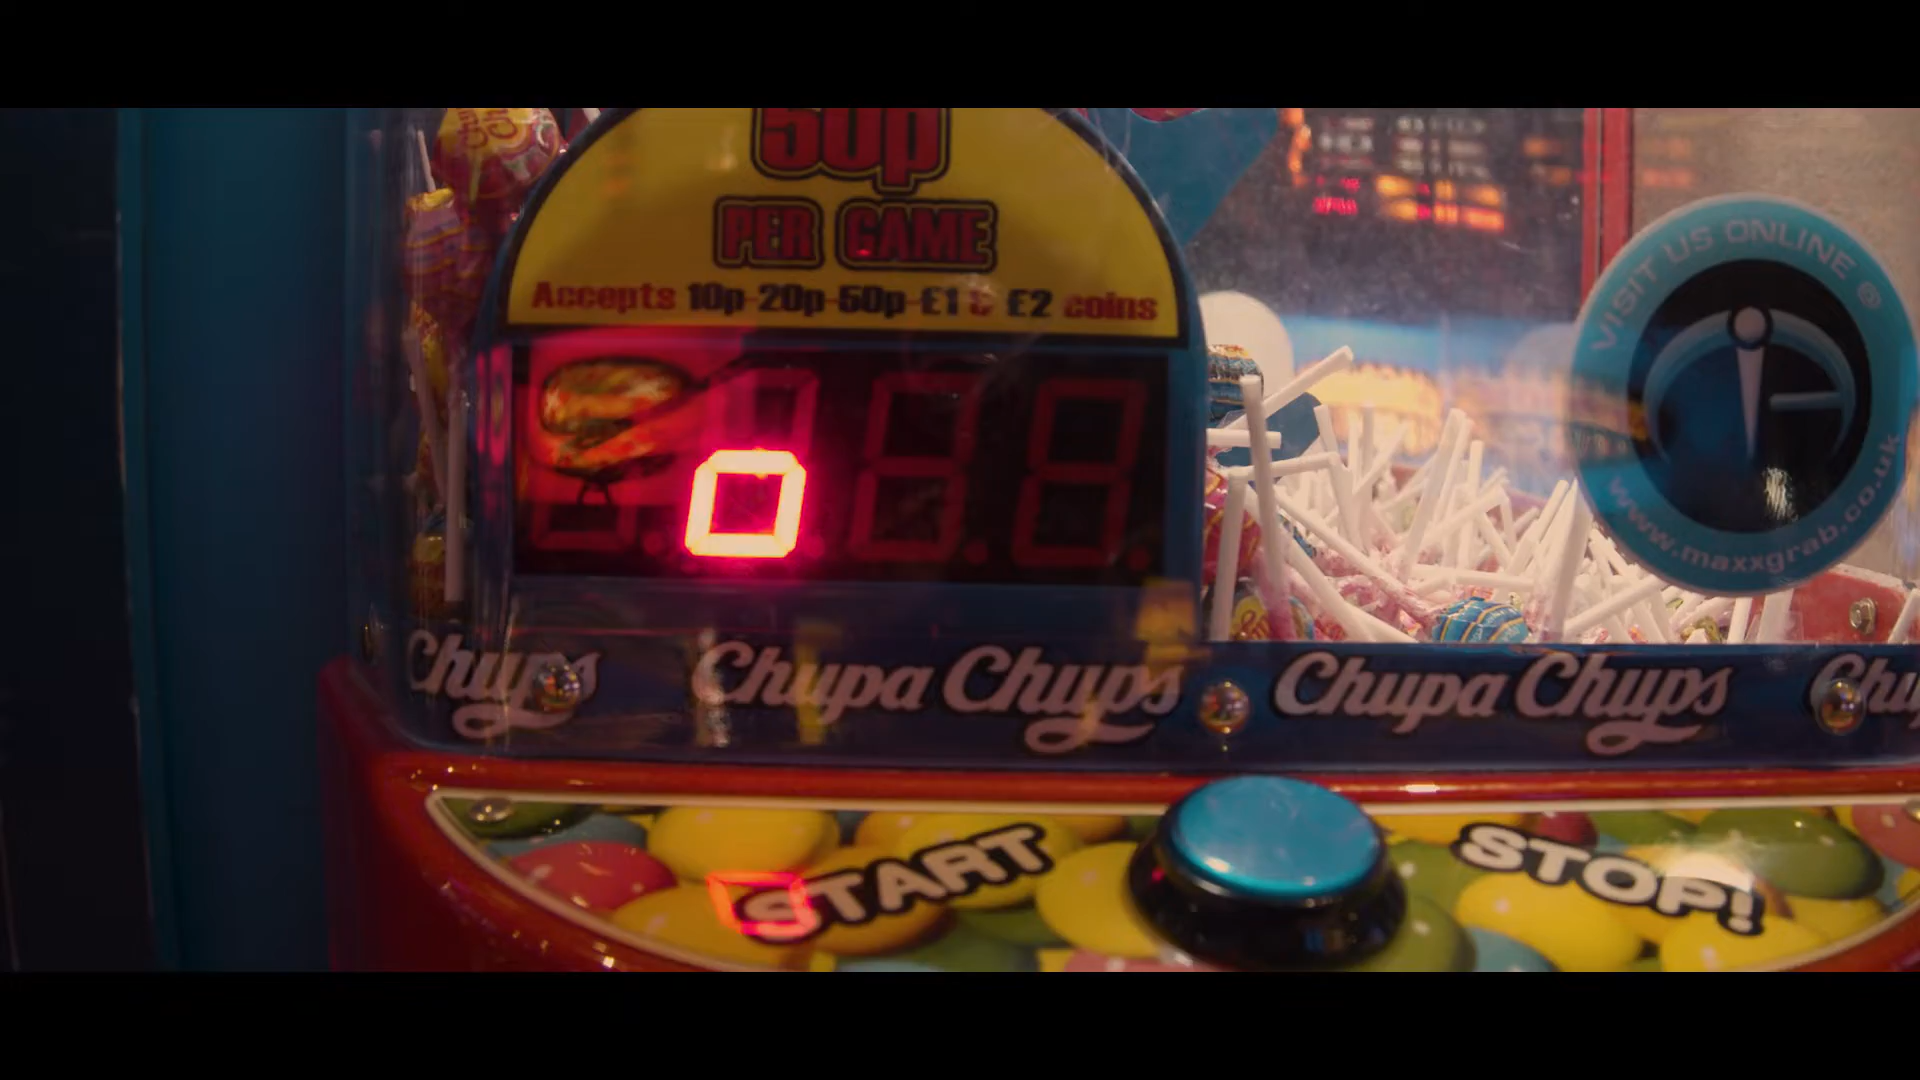 50p
PER GAME
Accepts 10p-20p-50p-£1 & £2 coins
o
VISIT US ONLINE @
www.maxxgrab.co.uk
Chups
Chupa Chups
Chupa Chups
Chu
START
STOP!